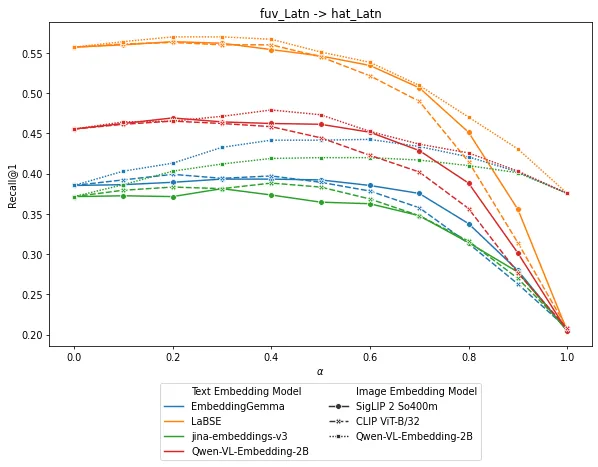 fuv_Latn -> hat_Latn
Recall@1
0.55
0.50
0.45
0.40
0.35
0.30
0.25
0.20
0.0 0.2 0.4 0.6 0.8 1.0
α
Text Embedding Model Image Embedding Model
EmbeddingGemma SigLIP 2 So400m
LaBSE CLIP ViT-B/32
jina-embeddings-v3 Qwen-VL-Embedding-2B
Qwen-VL-Embedding-2B